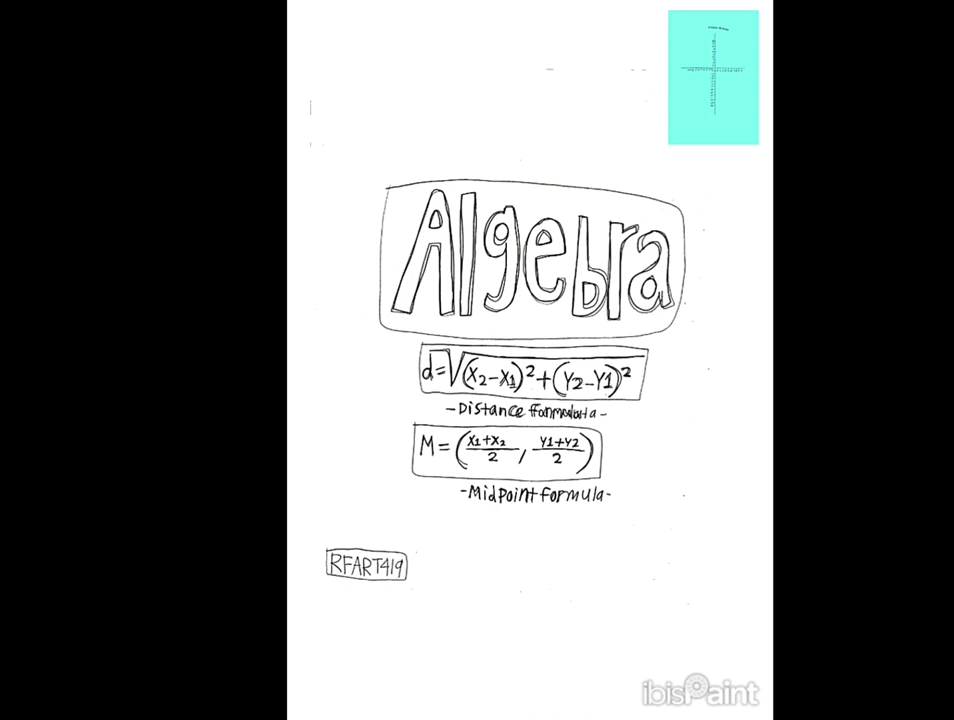 Algebra
d=√(X2-X1)²+(Y2-Y1)²
-Distance
M=(X1+X2/2, Y1+Y2/2)
-Midpoint formula-
RFART419
ibisPaint